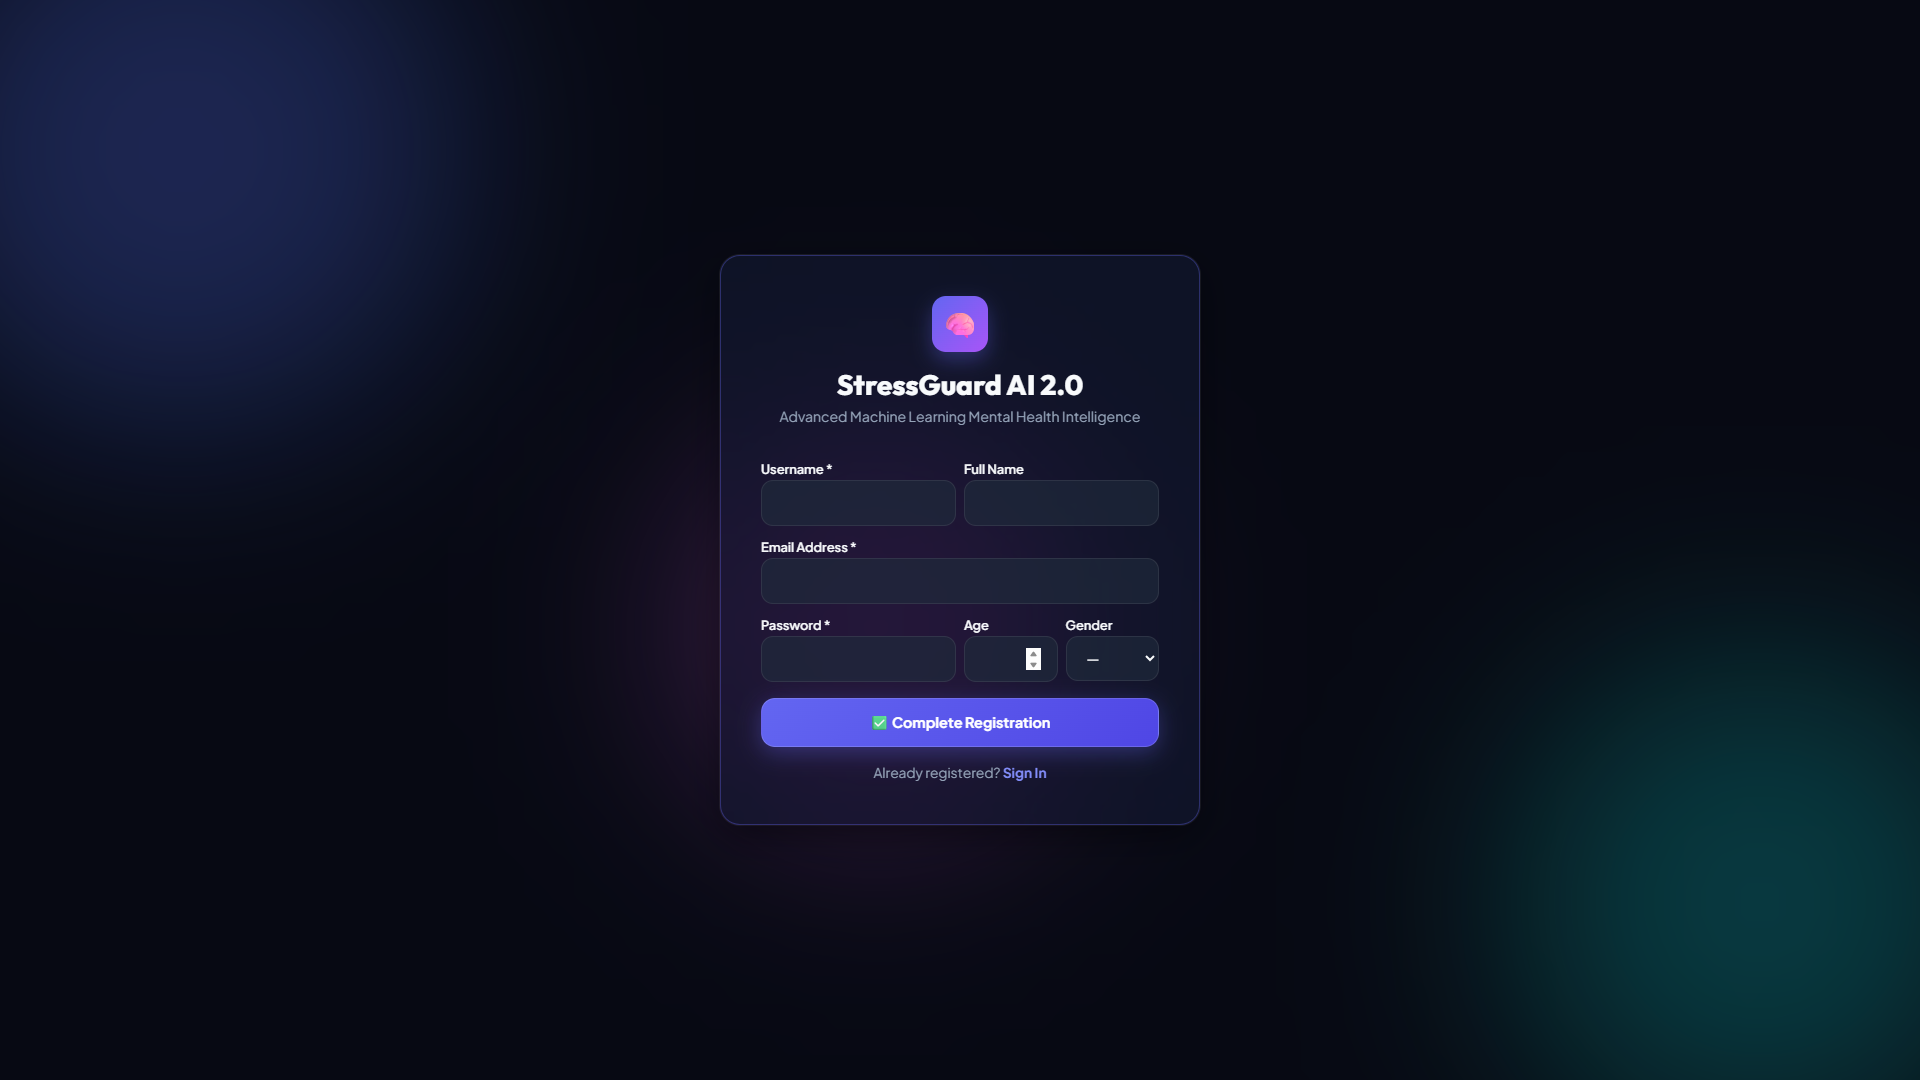 StressGuard AI 2.0
Advanced Machine Learning Mental Health Intelligence
Username * Full Name
Email Address *
Password * Age Gender
—
✅ Complete Registration
Already registered? Sign In